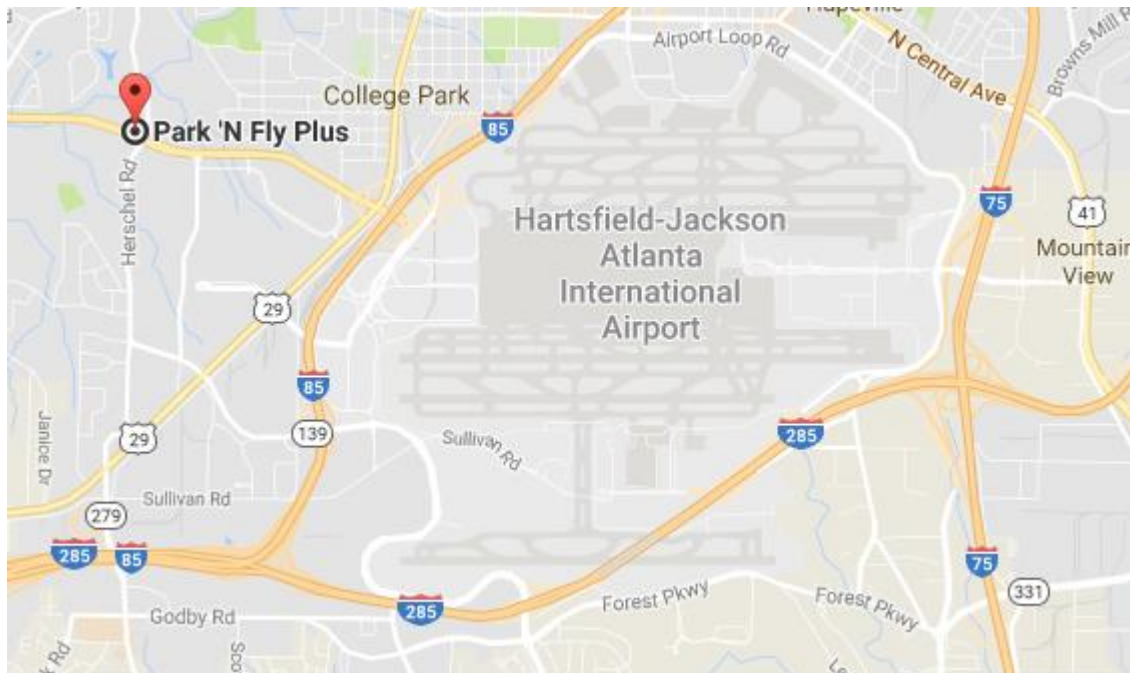 Hapeville
Airport Loop Rd
N Central Ave
Browns Mill R
College Park
85
Park 'N Fly Plus
Herschel Rd
75
41
Hartsfield-Jackson
Atlanta
International
Airport
Mountain
View
29
85
Janice Dr
29
139
Sullivan Rd
285
Sullivan Rd
279
285
85
75
285
331
Godby Rd
Forest Pkwy
Forest Pkwy
Sco
k Rd
Le